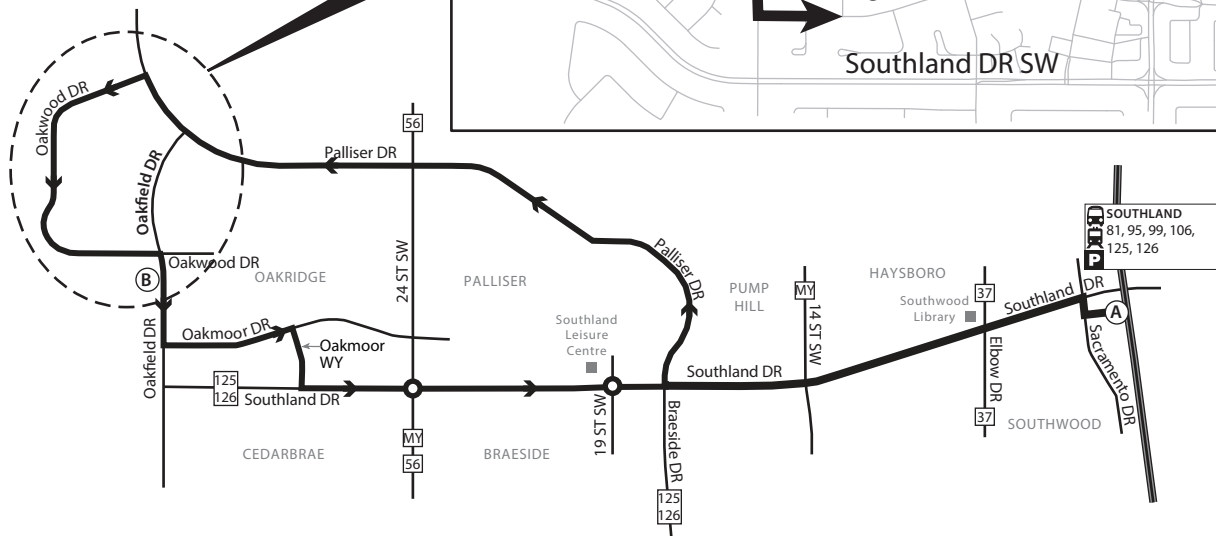 Southland DR SW
Oakwood DR
56
Palliser DR
Oakfield DR
SOUTHLAND
81, 95, 99, 106,
125, 126
P
24 ST SW
Palliser DR
Oakwood DR
OAKRIDGE
PALLISER
PUMP
HILL
MY
14 ST SW
HAYSBORO
Southwood
Library
37
Southland DR
A
B
Oakfield DR
Oakmoor DR
Oakmoor
WY
Southland
Leisure
Centre
Elbow DR
Sacramento DR
125
126
Southland DR
Southland DR
19 ST SW
Braeside DR
37
SOUTHWOOD
MY
56
CEDARBRAE
BRAESIDE
125
126